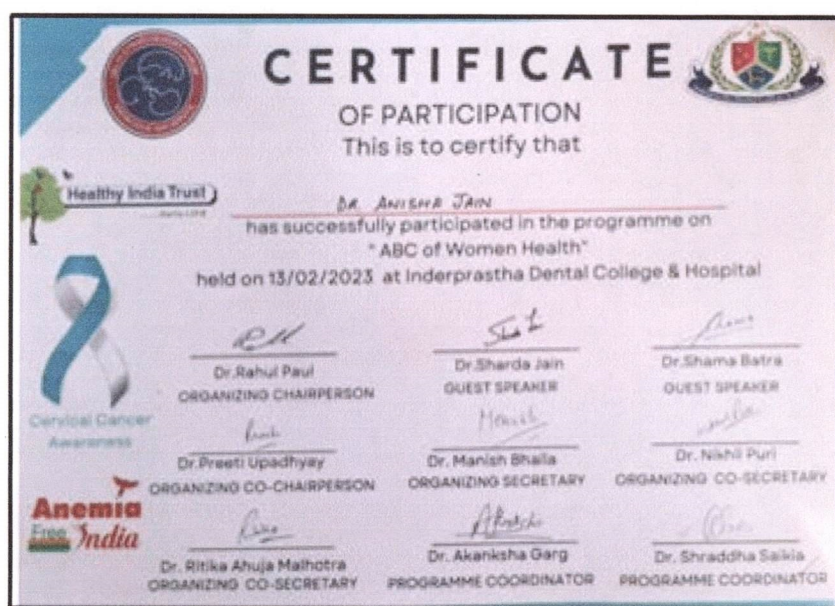 CERTIFICATE
OF PARTICIPATION
This is to certify that
Healthy India Trust
DR. ANISHA JAIN
has successfully participated in the programme on
" ABC of Women Health"
held on 13/02/2023 at Inderprastha Dental College & Hospital
Dr.Rahul Paul
ORGANIZING CHAIRPERSON
Dr.Sharda Jain
GUEST SPEAKER
Dr.Shama Batra
GUEST SPEAKER
Cervical Cancer
Awareness
Dr.Preeti Upadhyay
ORGANIZING CO-CHAIRPERSON
Dr. Manish Bhalla
ORGANIZING SECRETARY
Dr. Nikhil Puri
ORGANIZING CO-SECRETARY
Anemia
Free India
Dr. Ritika Ahuja Malhotra
ORGANIZING CO-SECRETARY
Dr. Akanksha Garg
PROGRAMME COORDINATOR
Dr. Shraddha Saikia
PROGRAMME COORDINATOR